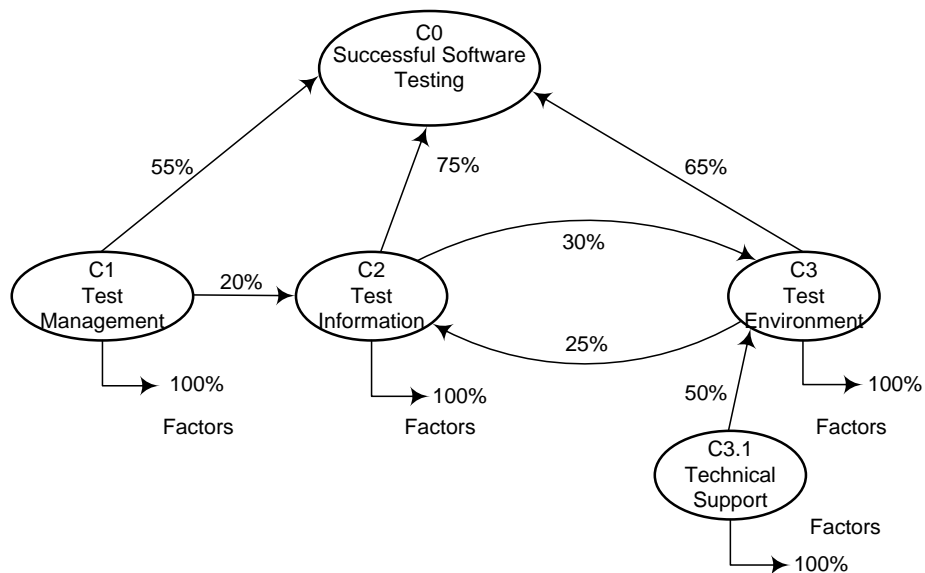 C0
Successful Software
Testing
55%
75%
65%
C1
Test
Management
20%
C2
Test
Information
30%
25%
C3
Test
Environment
100%
Factors
100%
Factors
50%
100%
Factors
C3.1
Technical
Support
Factors
100%